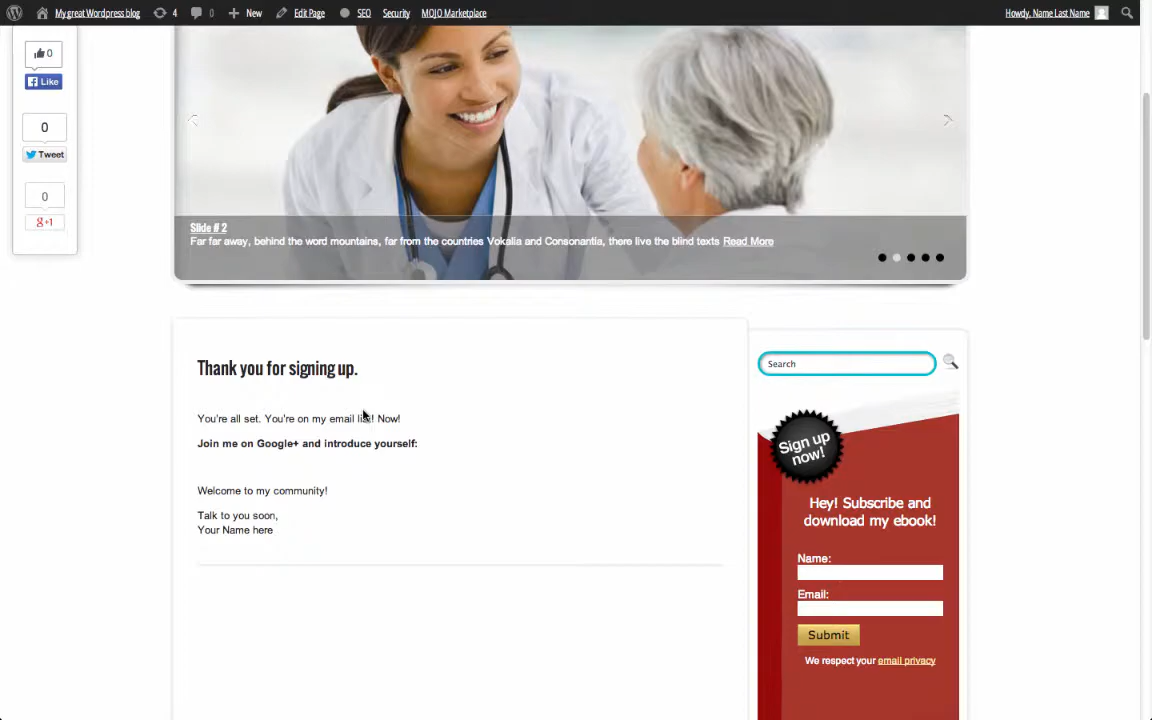 My great Wordpress blog
4
0
New
Edit Page
SEO
Security
MOJO Marketplace
Howdy, Name Last Name
0
Like
0
Tweet
0
g+1
Slide # 2
Far far away, behind the word mountains, far from the countries Vokalia and Consonantia, there live the blind texts Read More
Thank you for signing up.
You're all set. You're on my email list! Now!
Join me on Google+ and introduce yourself:
Welcome to my community!
Talk to you soon,
Your Name here
Search
Sign up
now!
Hey! Subscribe and
download my ebook!
Name:
Email:
Submit
We respect your email privacy